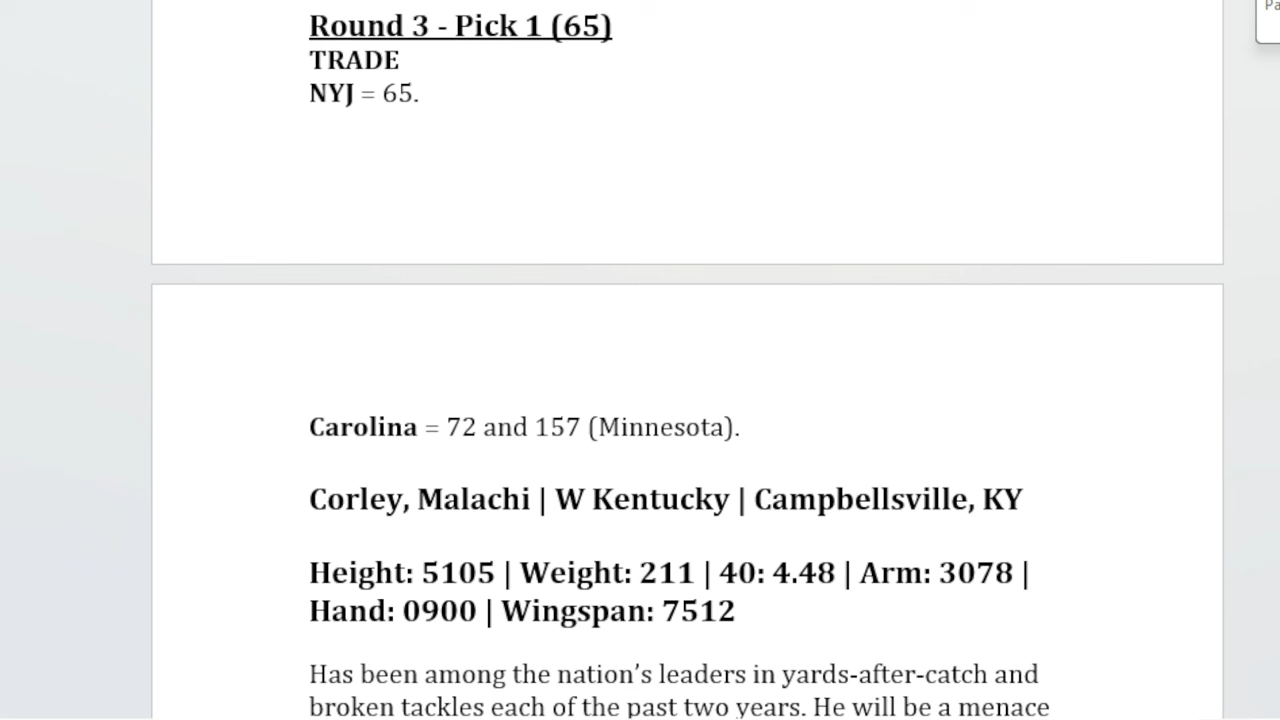 Pa
Round 3 - Pick 1 (65)
TRADE
NYJ = 65.
Carolina = 72 and 157 (Minnesota).
Corley, Malachi | W Kentucky | Campbellsville, KY
Height: 5105 | Weight: 211 | 40: 4.48 | Arm: 3078 |
Hand: 0900 | Wingspan: 7512
Has been among the nation’s leaders in yards-after-catch and
broken tackles each of the past two years. He will be a menace